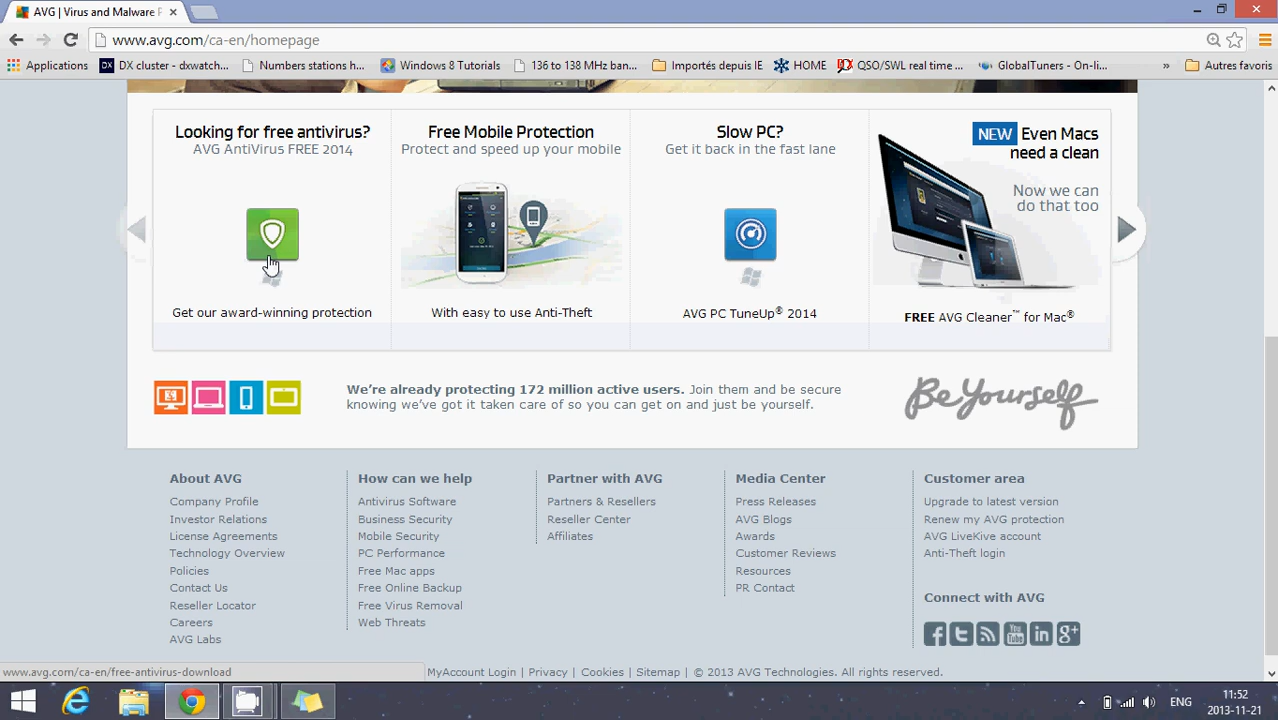 AVG | Virus and Malware P
www.avg.com/ca-en/homepage
Applications
DX cluster - dxwatch...
Numbers stations h...
Windows 8 Tutorials
136 to 138 MHz ban...
Importés depuis IE
HOME
QSO/SWL real time ...
GlobalTuners - On-li...
»
Autres favoris
Looking for free antivirus?
AVG AntiVirus FREE 2014
Get our award-winning protection
Free Mobile Protection
Protect and speed up your mobile
With easy to use Anti-Theft
Slow PC?
Get it back in the fast lane
AVG PC TuneUp® 2014
NEW Even Macs
need a clean
Now we can
do that too
FREE AVG Cleaner™ for Mac®
We're already protecting 172 million active users. Join them and be secure
knowing we've got it taken care of so you can get on and just be yourself.
Be Yourself
About AVG
Company Profile
Investor Relations
License Agreements
Technology Overview
Policies
Contact Us
Reseller Locator
Careers
AVG Labs
How can we help
Antivirus Software
Business Security
Mobile Security
PC Performance
Free Mac apps
Free Online Backup
Free Virus Removal
Web Threats
Partner with AVG
Partners & Resellers
Reseller Center
Affiliates
Media Center
Press Releases
AVG Blogs
Awards
Customer Reviews
Resources
PR Contact
Customer area
Upgrade to latest version
Renew my AVG protection
AVG LiveKive account
Anti-Theft login
Connect with AVG
You Tube
www.avg.com/ca-en/free-antivirus-download
MyAccount Login | Privacy | Cookies | Sitemap | © 2013 AVG Technologies. All rights reserved.
ENG
11:52
2013-11-21